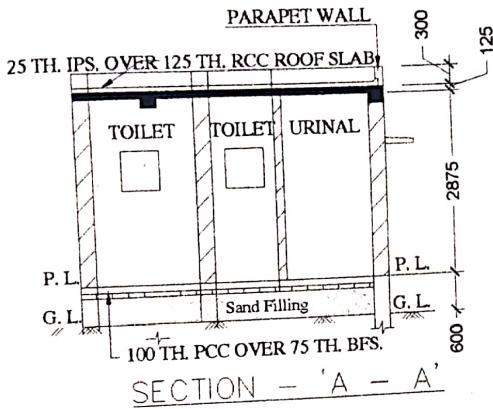 PARAPET WALL
25 TH. IPS. OVER 125 TH. RCC ROOF SLAB
300
125
TOILET TOILET URINAL
2875
P. L. P. L.
G. L. Sand Filling G. L.
600
100 TH. PCC OVER 75 TH. BFS.
SECTION - 'A - A'